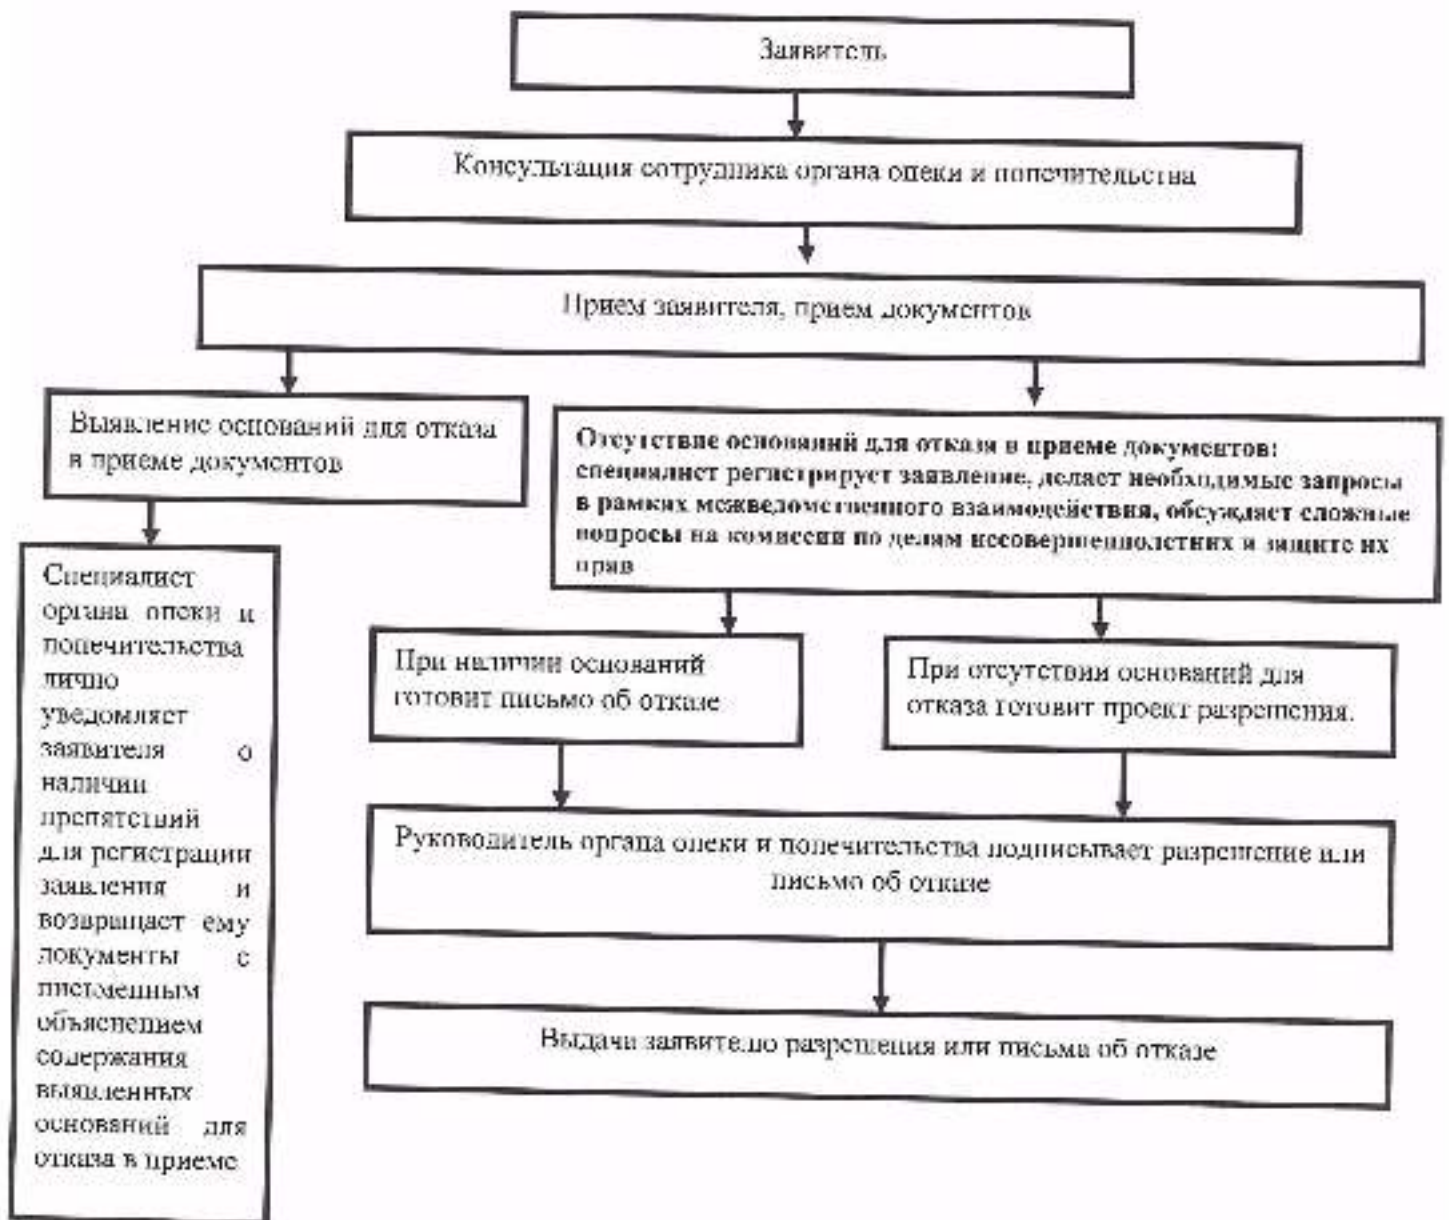 Заявитель
Консультация сотрудника органа опеки и попечительства
Прием заявителя, прием документов
Выявление оснований для отказа
в приеме документов
Отсутствие оснований для отказа в приеме документов:
специалист регистрирует заявление, делает необходимые запросы
в рамках межведомственного взаимодействия, обсуждает сложные
вопросы на комиссии по делам несовершеннолетних и защите их
прав
Специалист
органа опеки и
попечительства
лично
уведомляет
заявителя о
наличии
препятствий
для регистрации
заявления и
возвращает ему
документы с
письменным
объяснением
содержания
выявленных
оснований для
отказа в приеме
При наличии оснований
готовит письмо об отказе
При отсутствии оснований для
отказа готовит проект разрешения.
Руководитель органа опеки и попечительства подписывает разрешение или
письмо об отказе
Выдача заявителю разрешения или письма об отказе